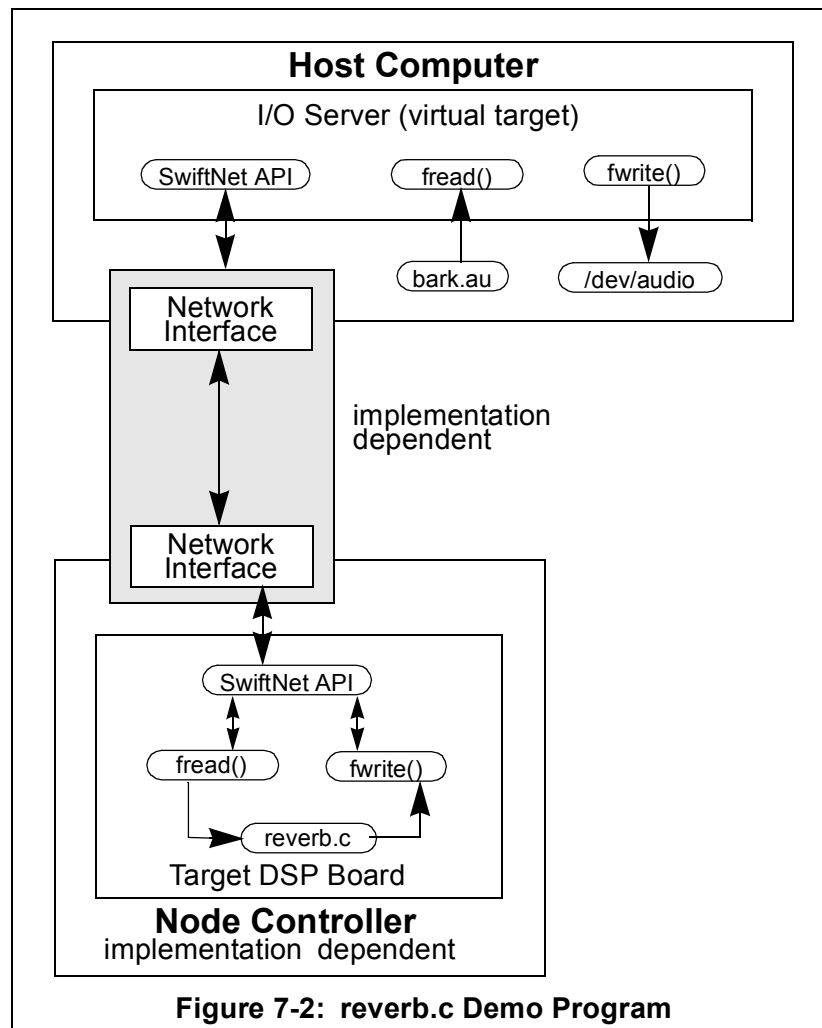 Host Computer
I/O Server (virtual target)
SwiftNet API
fread()
fwrite()
bark.au
/dev/audio
Network
Interface
implementation
dependent
Network
Interface
SwiftNet API
fread()
fwrite()
reverb.c
Target DSP Board
Node Controller
implementation dependent
Figure 7-2: reverb.c Demo Program